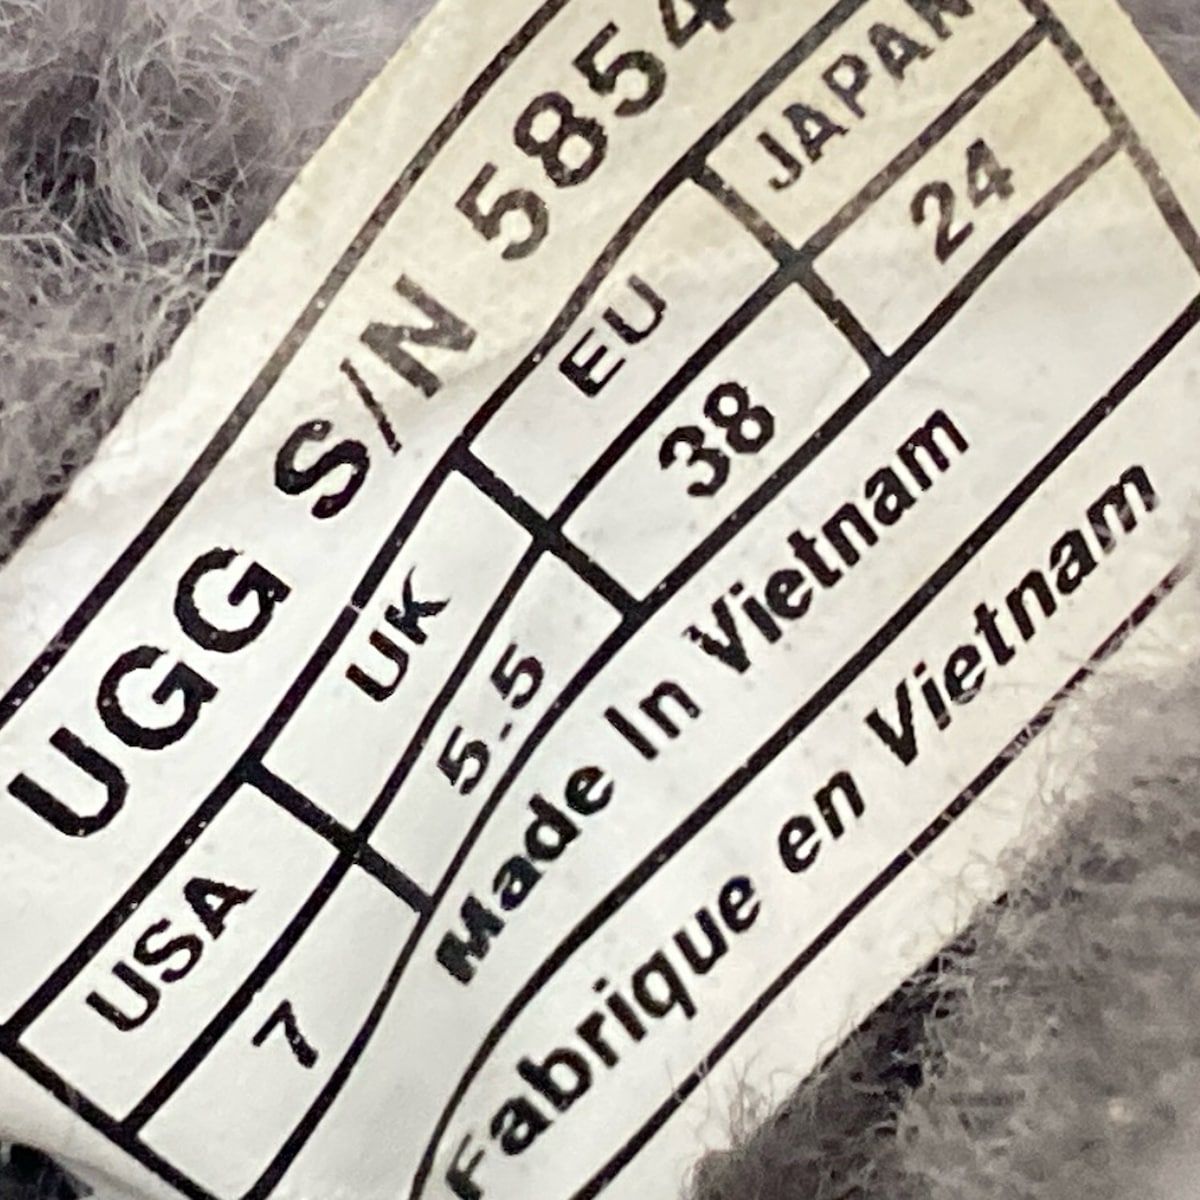 UGG S/N 5854
USA UK EU JAPAN
7 5.5 38 24
Made In Vietnam
Fabrique en Vietnam